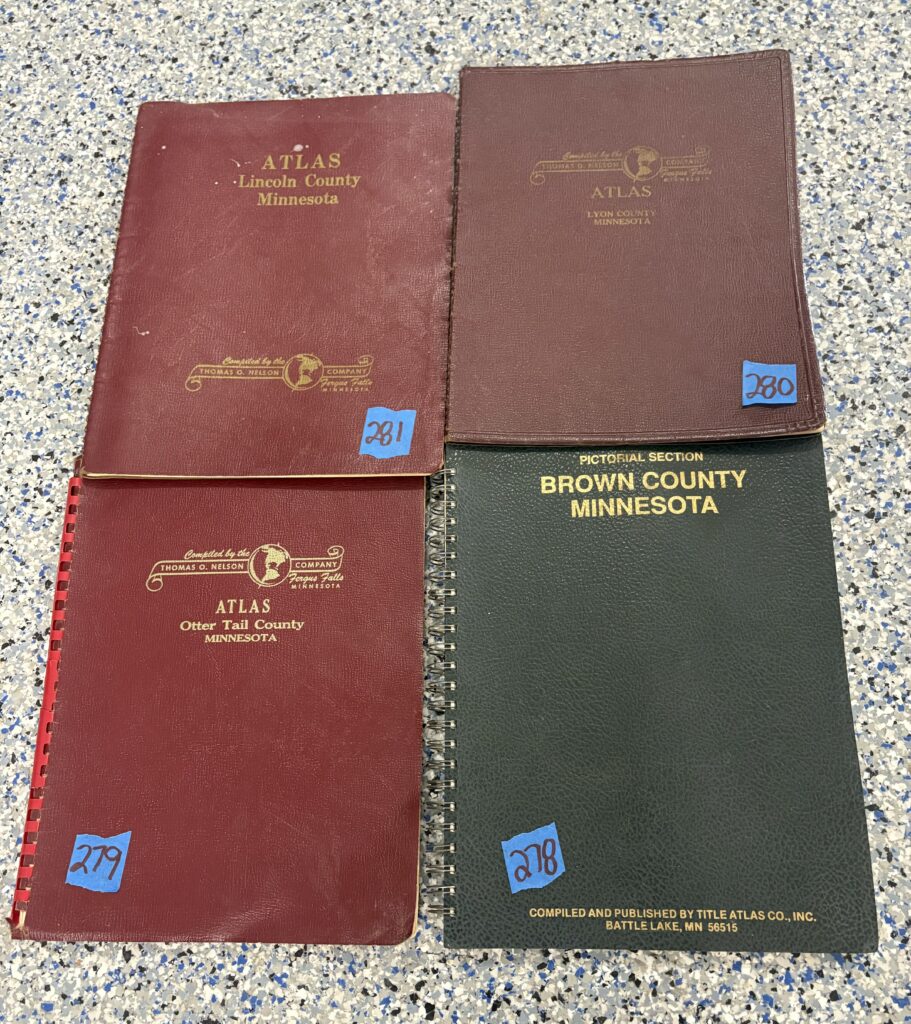 ATLAS
Lincoln County
Minnesota
Compiled by the
THOMAS O. NELSON COMPANY
Fergus Falls
MINNESOTA
281
Compiled by the
THOMAS O. NELSON COMPANY
Fergus Falls
MINNESOTA
ATLAS
LYON COUNTY
MINNESOTA
280
Compiled by the
THOMAS O. NELSON COMPANY
Fergus Falls
MINNESOTA
ATLAS
Otter Tail County
MINNESOTA
279
PICTORIAL SECTION
BROWN COUNTY
MINNESOTA
278
COMPILED AND PUBLISHED BY TITLE ATLAS CO., INC.
BATTLE LAKE, MN 56515